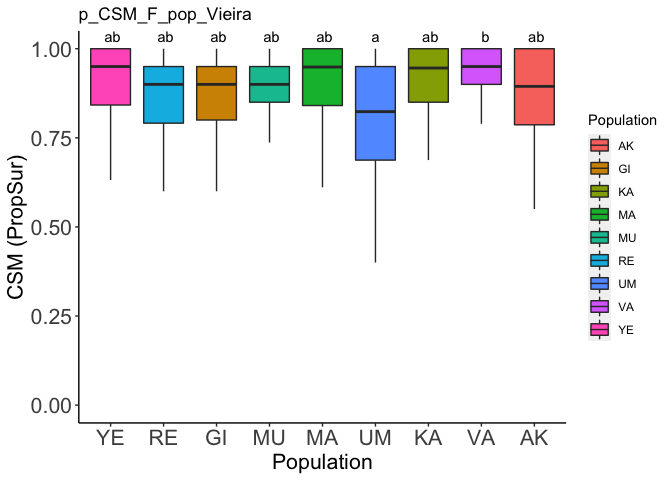 p_CSM_F_pop_Vieira
ab ab ab ab ab a ab b ab
1.00
0.75
0.50
0.25
0.00
CSM (PropSur)
YE RE GI MU MA UM KA VA AK
Population
Population
AK
GI
KA
MA
MU
RE
UM
VA
YE